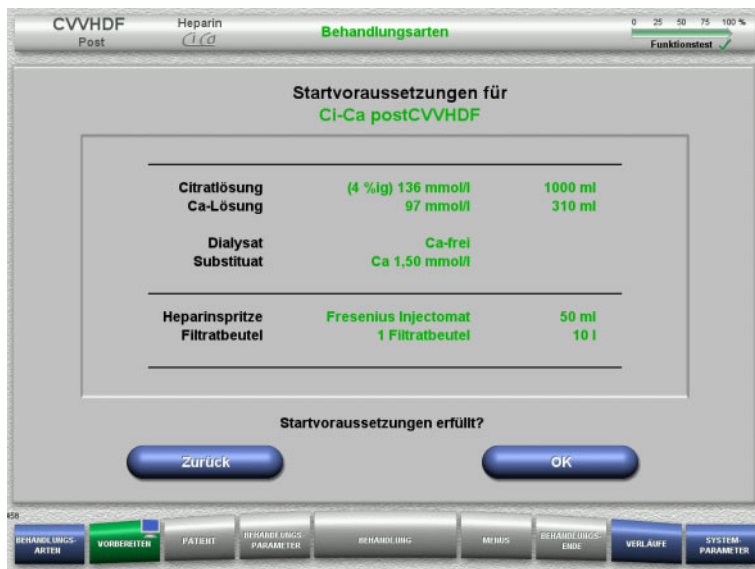 CVVHDF
Post
Heparin
Ci Ca
Behandlungsarten
0 25 50 75 100 %
Funktionstest
Startvoraussetzungen für
Ci-Ca postCVVHDF
Citratlösung (4 %ig) 136 mmol/l 1000 ml
Ca-Lösung 97 mmol/l 310 ml
Dialysat Ca-frei
Substituat Ca 1,50 mmol/l
Heparinspritze Fresenius Injectomat 50 ml
Filtratbeutel 1 Filtratbeutel 10 l
Startvoraussetzungen erfüllt?
Zurück OK
458
BEHANDLUNGS-
ARTEN
VORBEREITEN
PATIENT
BEHANDLUNGS-
PARAMETER
BEHANDLUNG
MENUS
BEHANDLUNGS-
ENDE
VERLÄUFE
SYSTEM-
PARAMETER